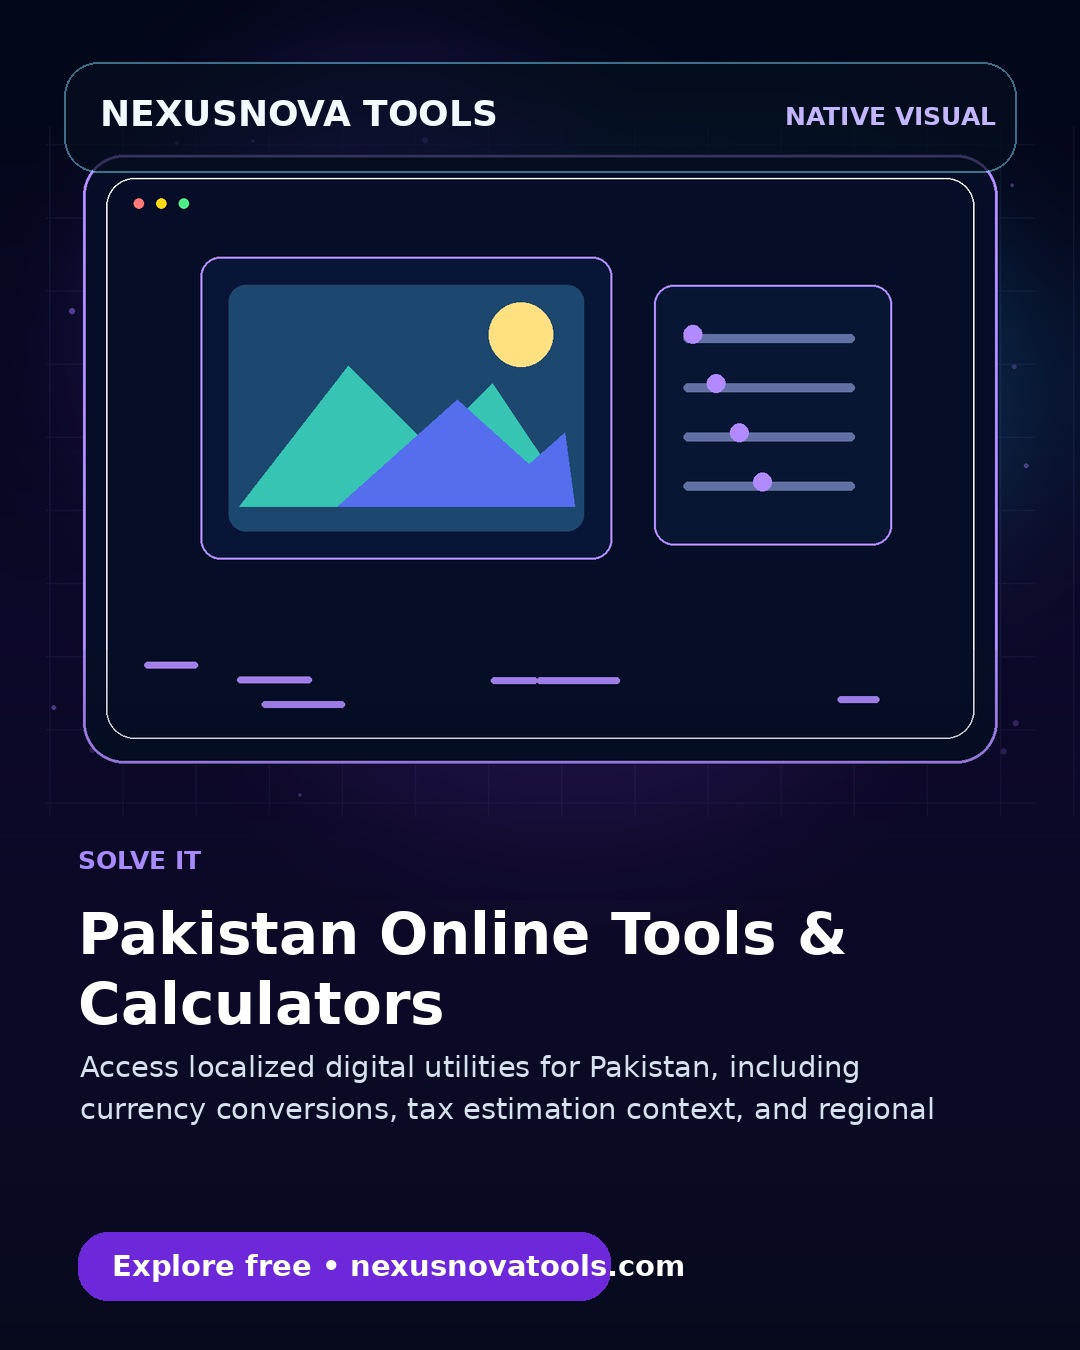 NEXUSNOVA TOOLS
NATIVE VISUAL
SOLVE IT
Pakistan Online Tools &
Calculators
Access localized digital utilities for Pakistan, including
currency conversions, tax estimation context, and regional
Explore free • nexusnovatools.com